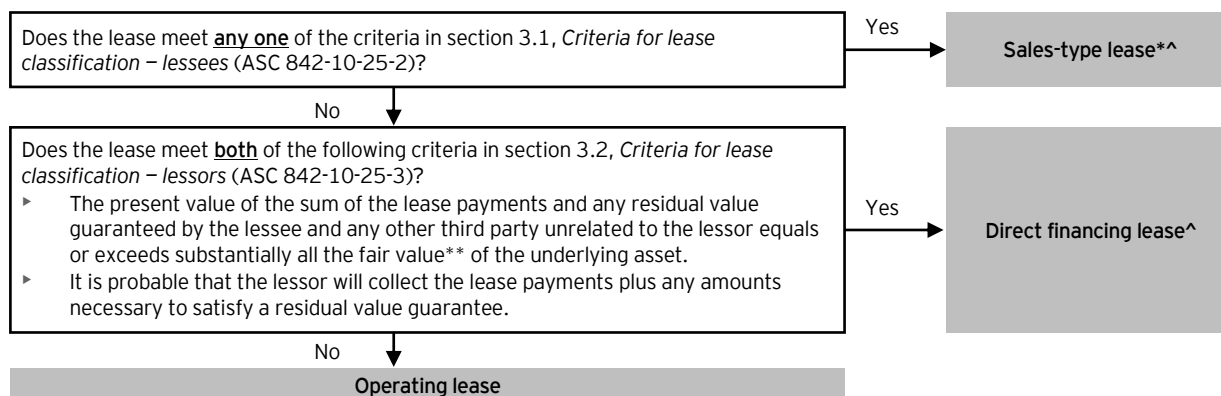 Does the lease meet any one of the criteria in section 3.1, Criteria for lease
classification – lessees (ASC 842-10-25-2)?
Yes
Sales-type lease*^
No
Does the lease meet both of the following criteria in section 3.2, Criteria for lease
classification – lessors (ASC 842-10-25-3)?
The present value of the sum of the lease payments and any residual value
guaranteed by the lessee and any other third party unrelated to the lessor equals
or exceeds substantially all the fair value** of the underlying asset.
It is probable that the lessor will collect the lease payments plus any amounts
necessary to satisfy a residual value guarantee.
Yes
Direct financing lease^
No
Operating lease